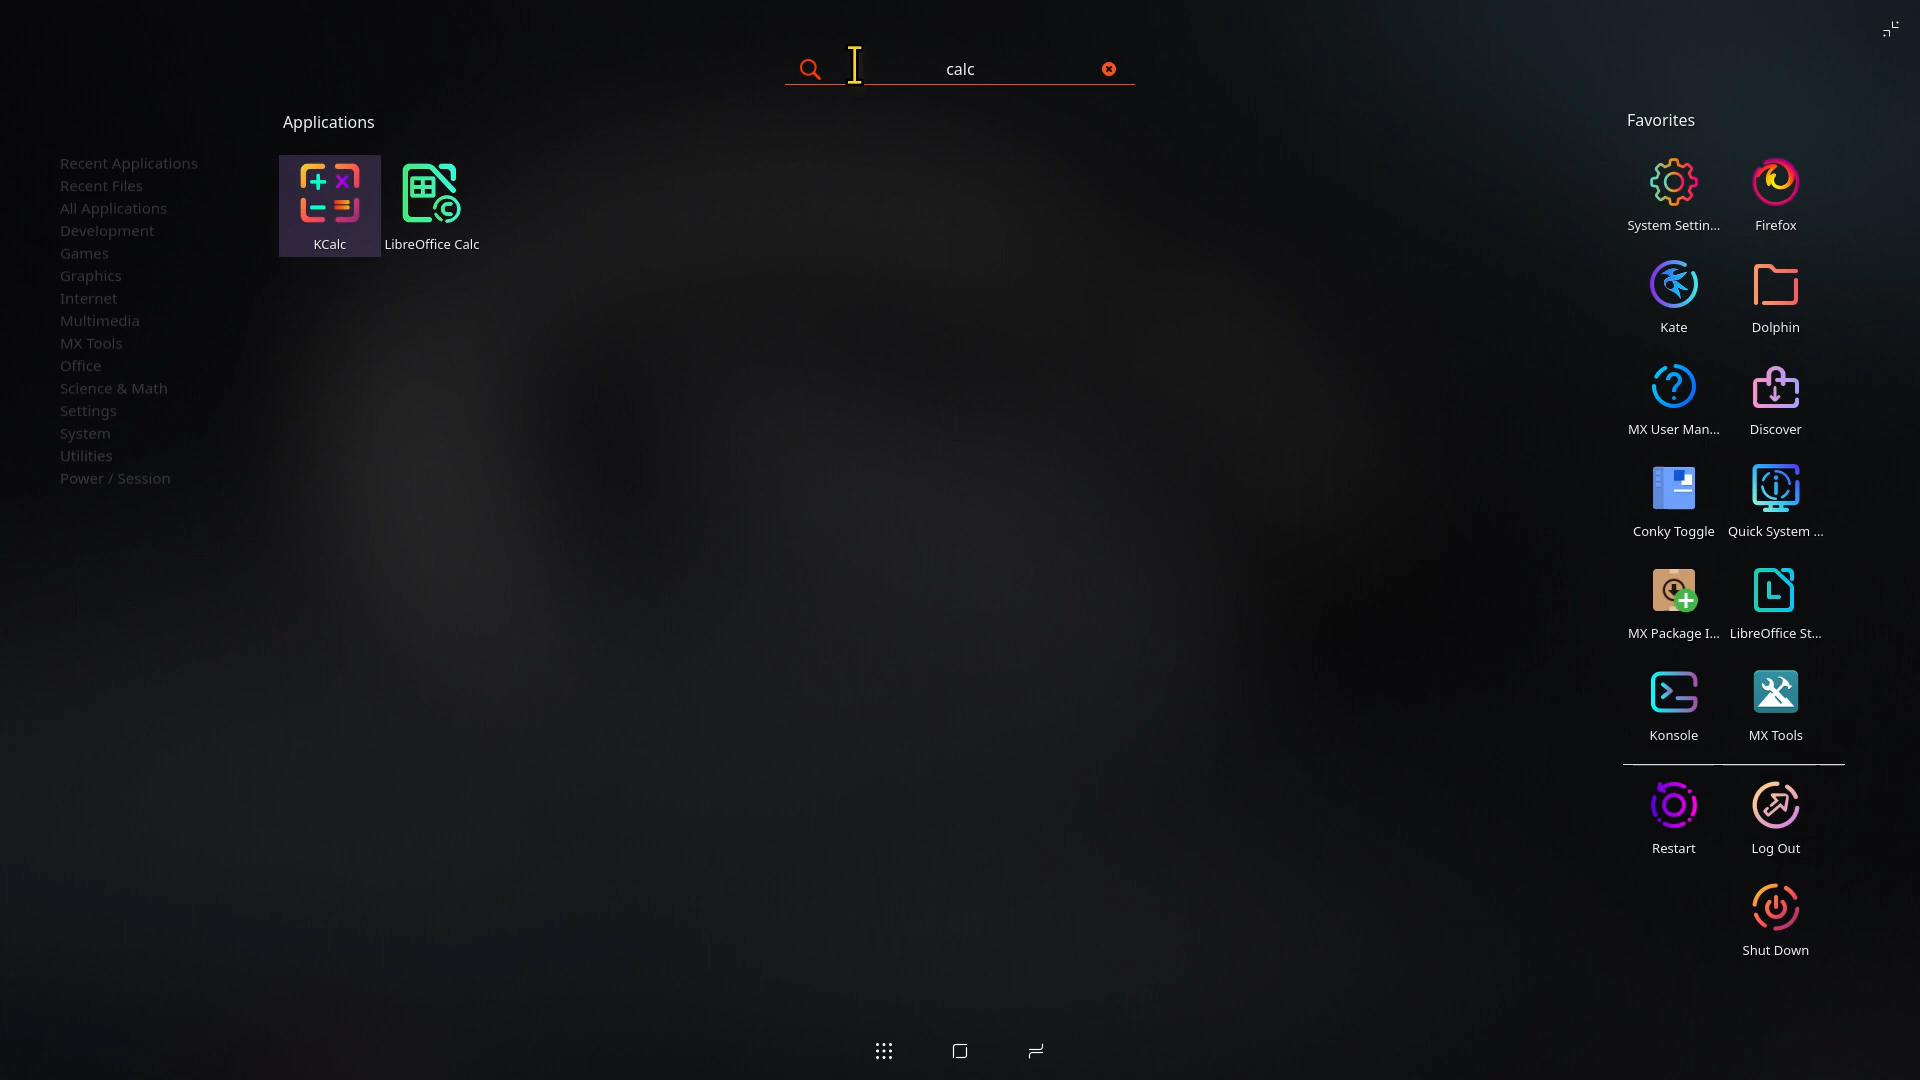 calc
Applications
KCalc
LibreOffice Calc
Recent Applications
Recent Files
All Applications
Development
Games
Graphics
Internet
Multimedia
MX Tools
Office
Science & Math
Settings
System
Utilities
Power / Session
Favorites
System Settin...
Firefox
Kate
Dolphin
MX User Man...
Discover
Conky Toggle
Quick System ...
MX Package I...
LibreOffice St...
Konsole
MX Tools
Restart
Log Out
Shut Down